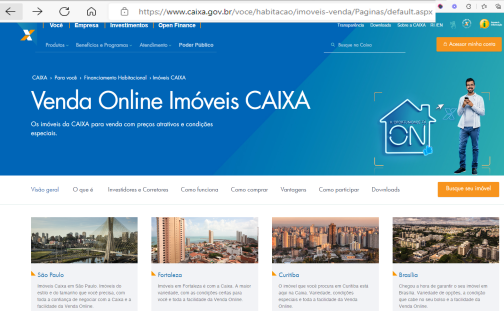 https://www.caixa.gov.br/voce/habitacao/imoveis-venda/Paginas/default.aspx
Você | Empresa | Investimentos | Open Finance |
Transparência Downloads Sobre a CAIXA EN
Produtos Benefícios e Programas Atendimento Poder Público
Busque na Caixa
Acessar minha conta
CAIXA › Para você › Financiamento Habitacional › Imóveis CAIXA
Venda Online Imóveis CAIXA
Os imóveis da CAIXA para venda com preços atrativos e condições
especiais.
ON
Visão geral O que é Investidores e Corretores Como funciona Como comprar Vantagens Como participar Downloads
Busque seu imóvel
São Paulo
Imóveis Caixa em São Paulo: imóveis do
estilo e do tamanho que você precisa, com
toda a confiança de negociar com a Caixa e a
facilidade da Venda Online.
Fortaleza
Imóveis em Fortaleza é com a Caixa. A maior
variedade, com as condições certas para
você e toda a facilidade da Venda Online.
Curitiba
O imóvel que você procura em Curitiba está
aqui na Caixa. Variedade, condições
especiais e toda a facilidade da Venda
Online.
Brasília
Chegou a hora de garantir o seu imóvel em
Brasília. Variedade de opções, a condição
que cabe no seu bolso e a facilidade da
Venda Online.